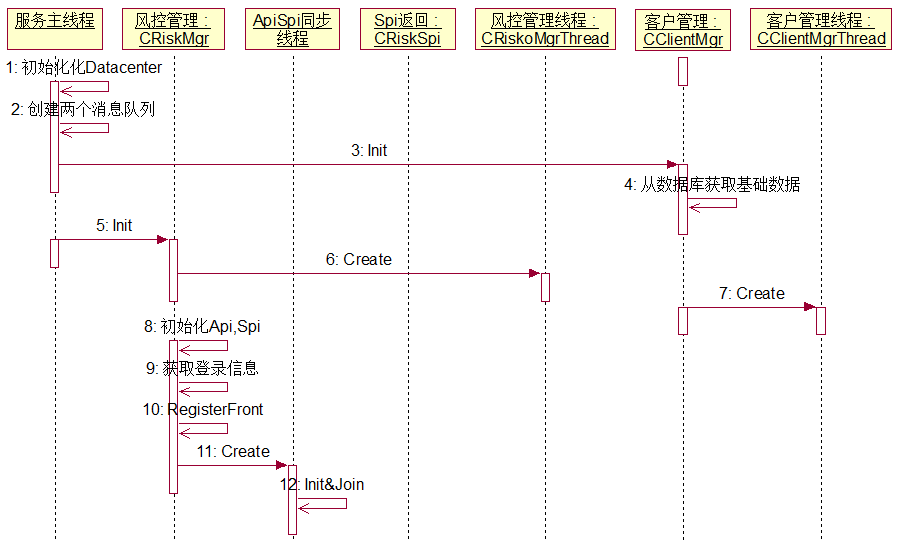 服务主线程
风控管理：
CRiskMgr
ApiSpi同步
线程
Spi返回：
CRiskSpi
风控管理线程：
CRiskoMgrThread
客户管理：
CClientMgr
客户管理线程：
CClientMgrThread
1: 初始化化Datacenter
2: 创建两个消息队列
3: Init
4: 从数据库获取基础数据
5: Init
6: Create
7: Create
8: 初始化Api,Spi
9: 获取登录信息
10: RegisterFront
11: Create
12: Init&Join